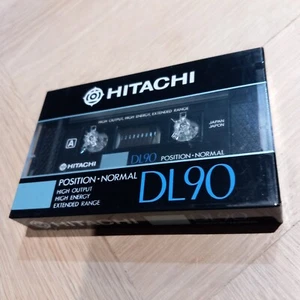 HITACHI
HIGH OUTPUT, HIGH ENERGY, EXTENDED RANGE
A
JAPAN
JAPON
HITACHI
DL90 POSITION • NORMAL
POSITION • NORMAL
HIGH OUTPUT
HIGH ENERGY
EXTENDED RANGE
DL90